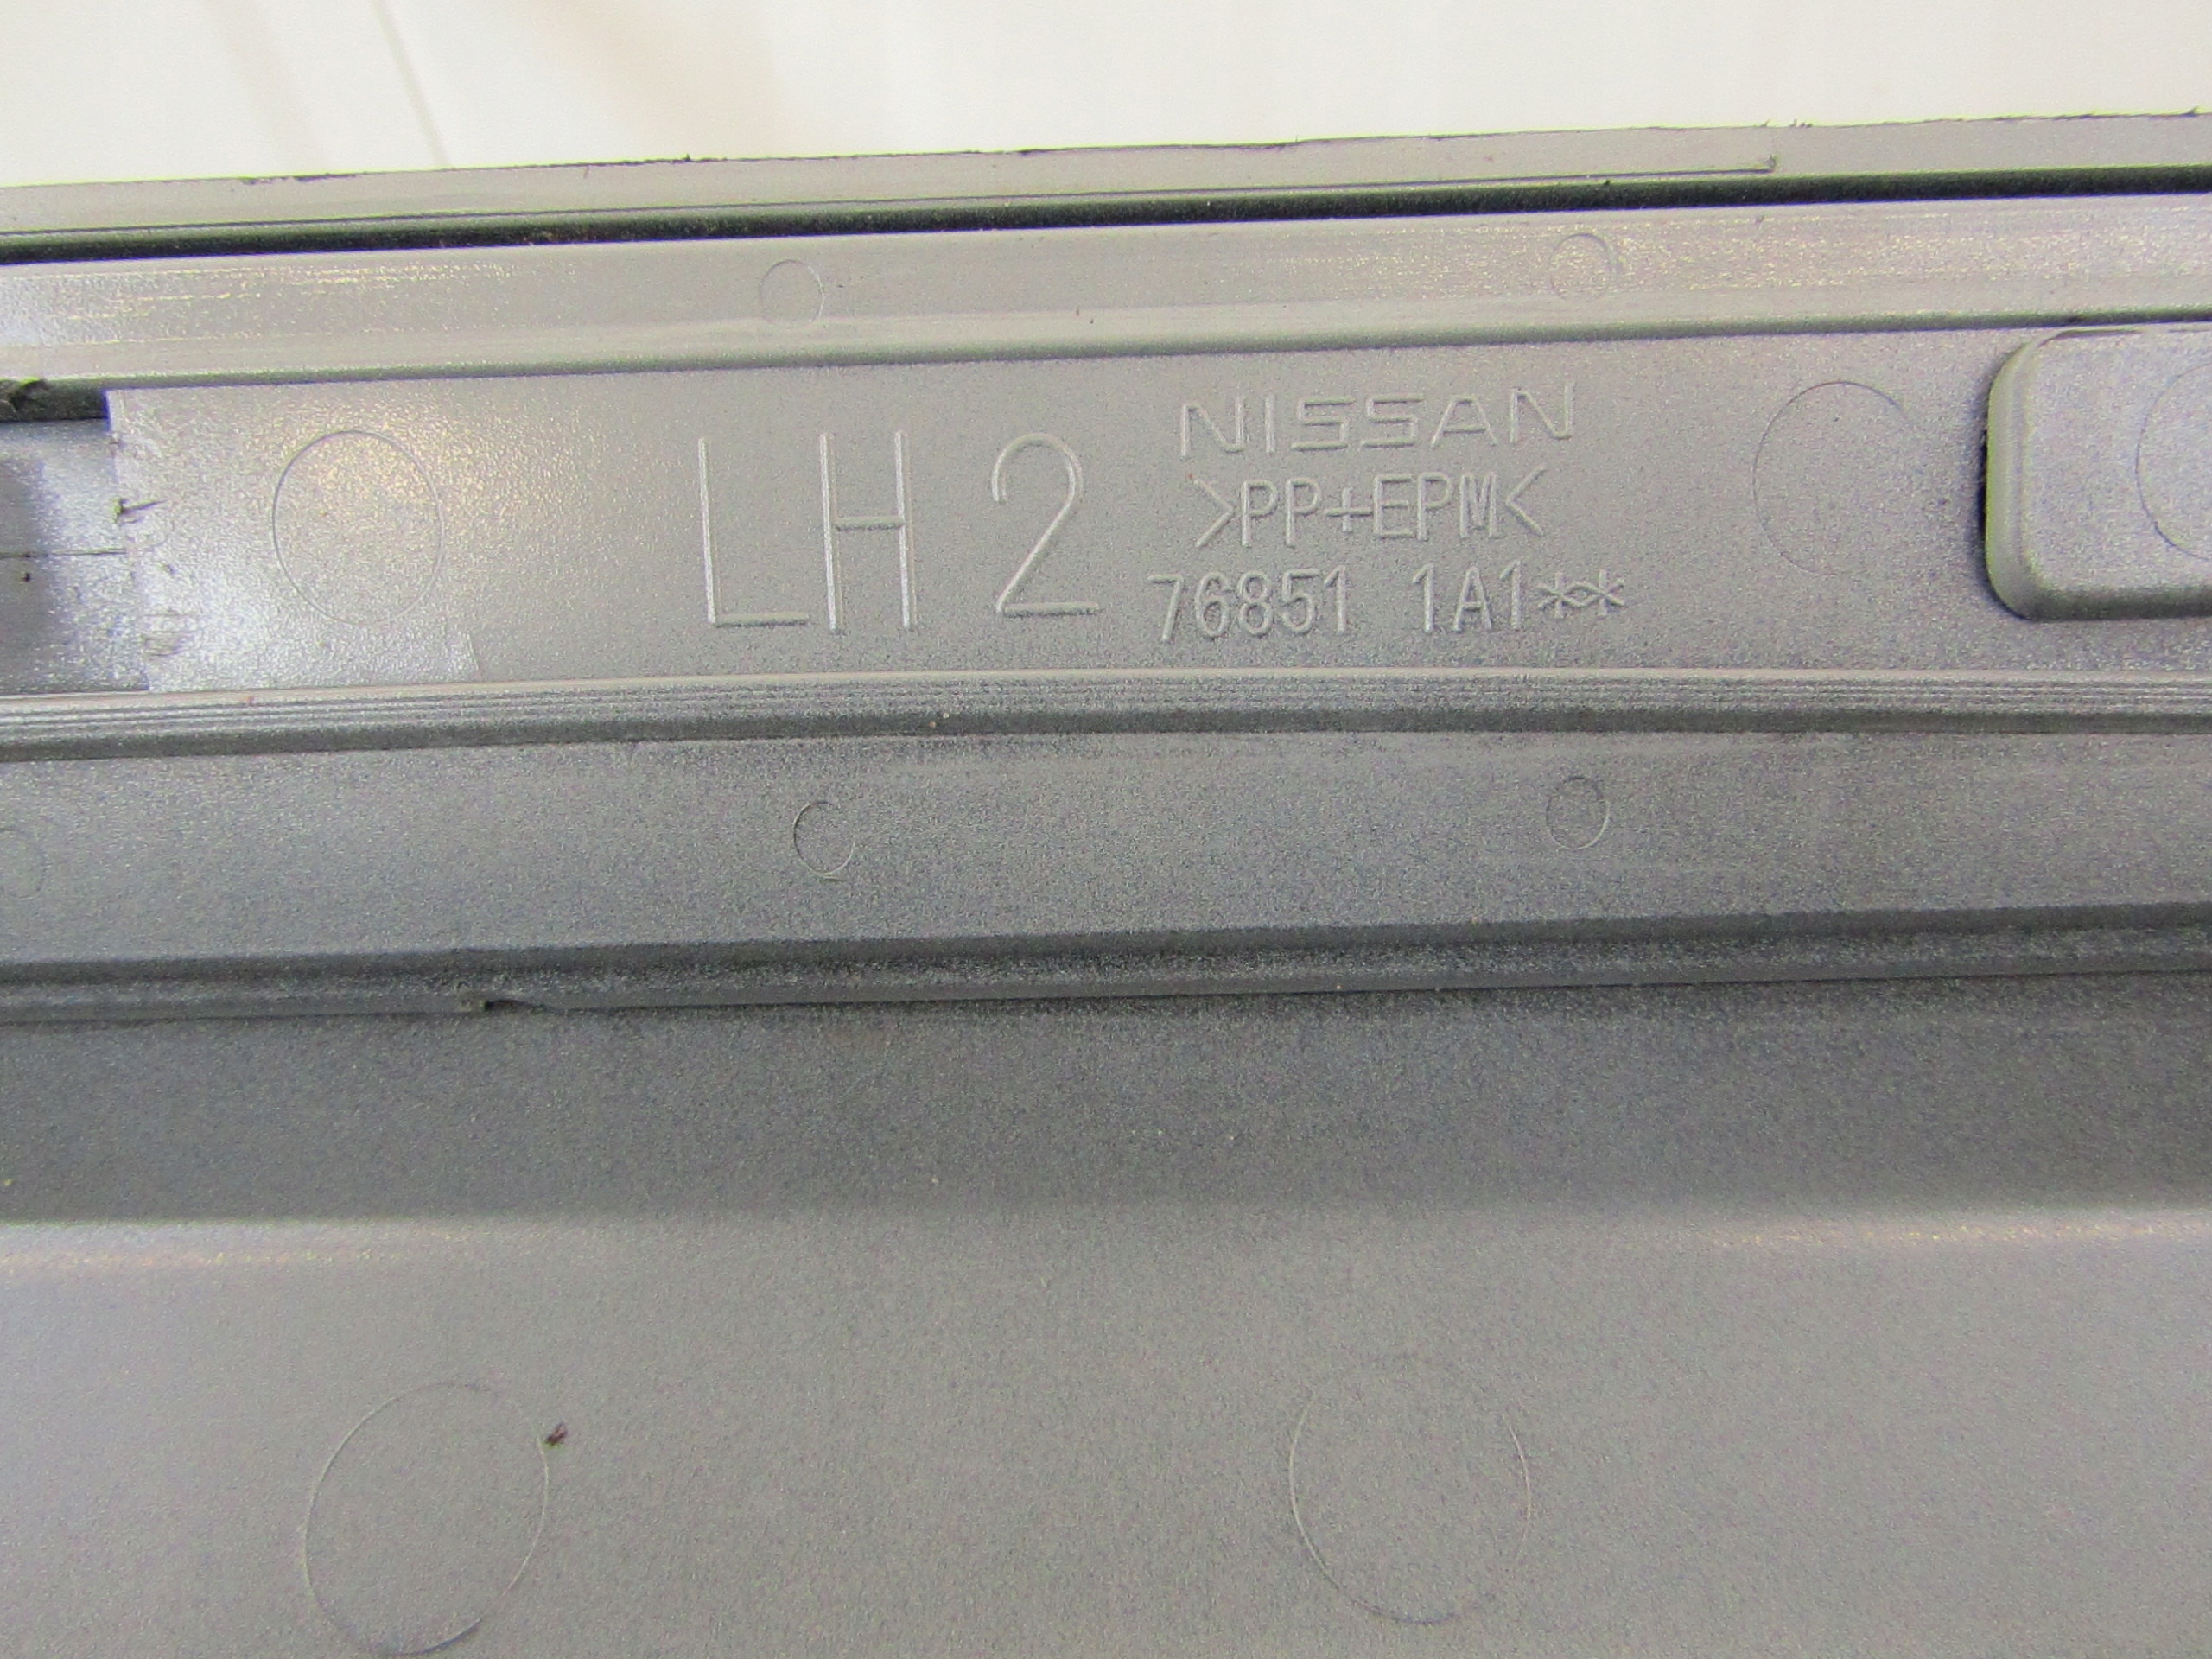 LH 2
NISSAN
>PP+EPM<
76851 1A1**